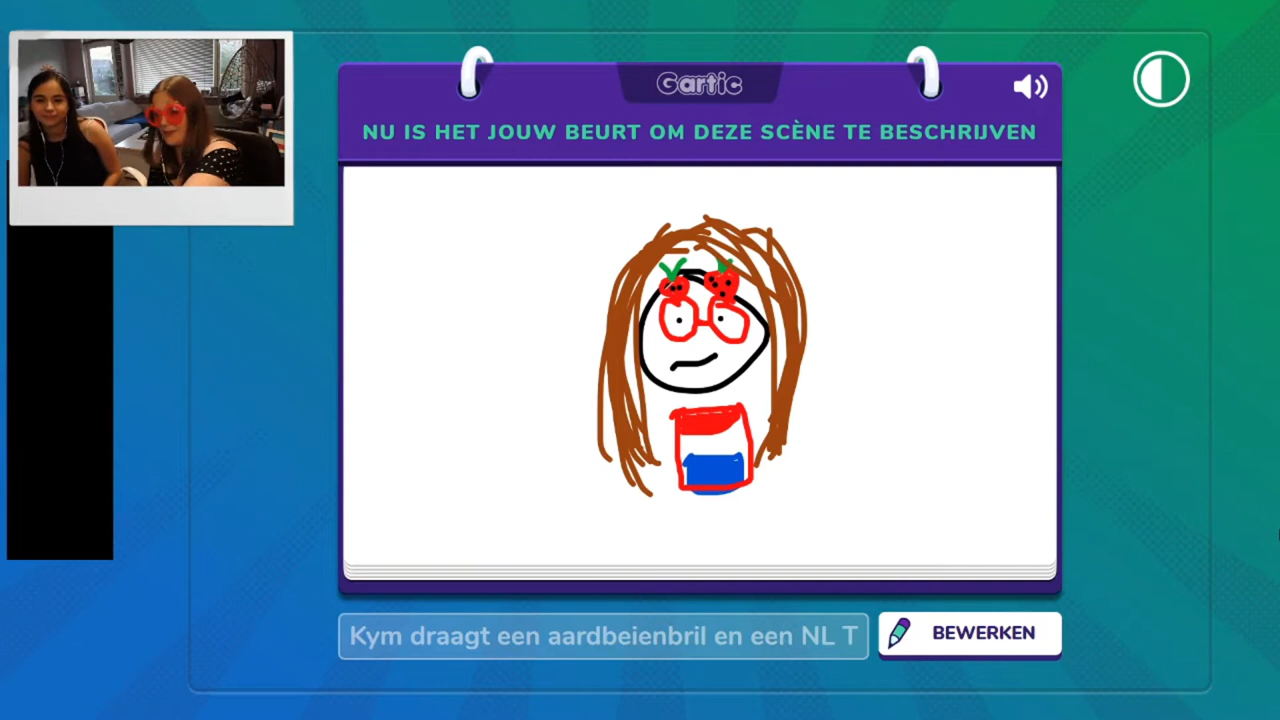 Gartic
NU IS HET JOUW BEURT OM DEZE SCÈNE TE BESCHRIJVEN
Kym draagt een aardbeienbril en een NL T
BEWERKEN